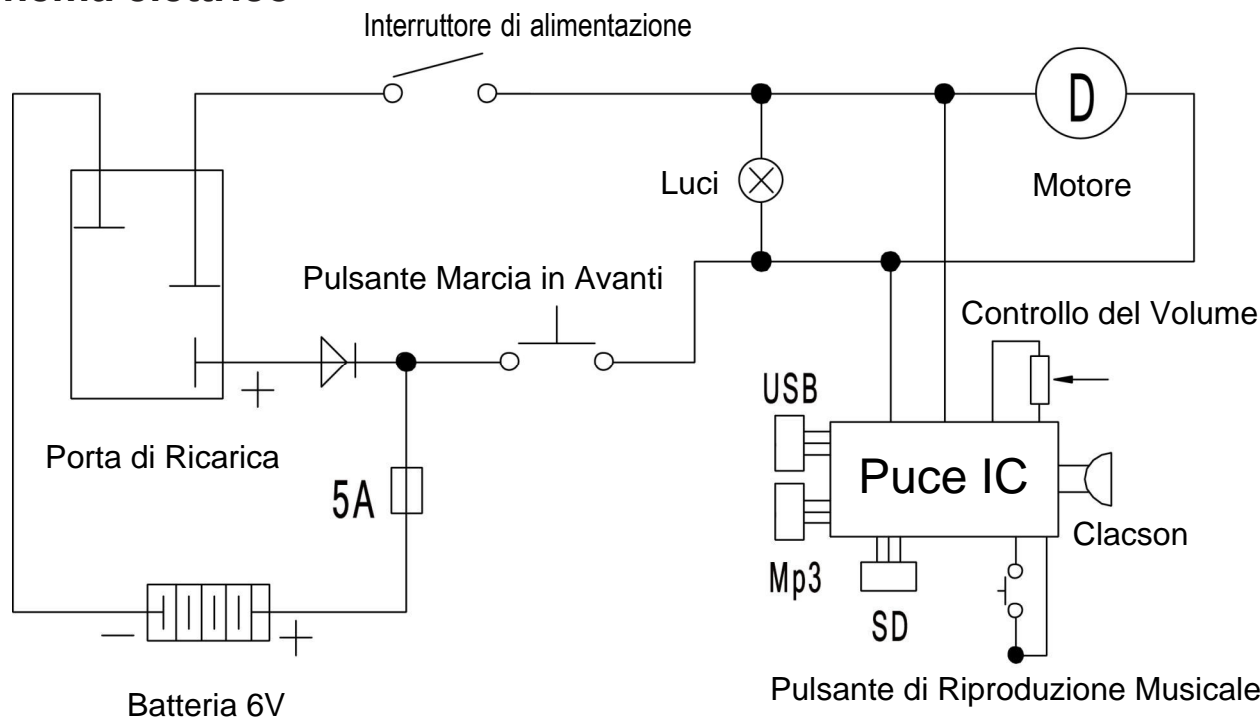 Interruttore di alimentazione
D
Luci
Motore
Pulsante Marcia in Avanti
Controllo del Volume
USB
Porta di Ricarica
Puce IC
5A
Clacson
Mp3
SD
Pulsante di Riproduzione Musicale
Batteria 6V